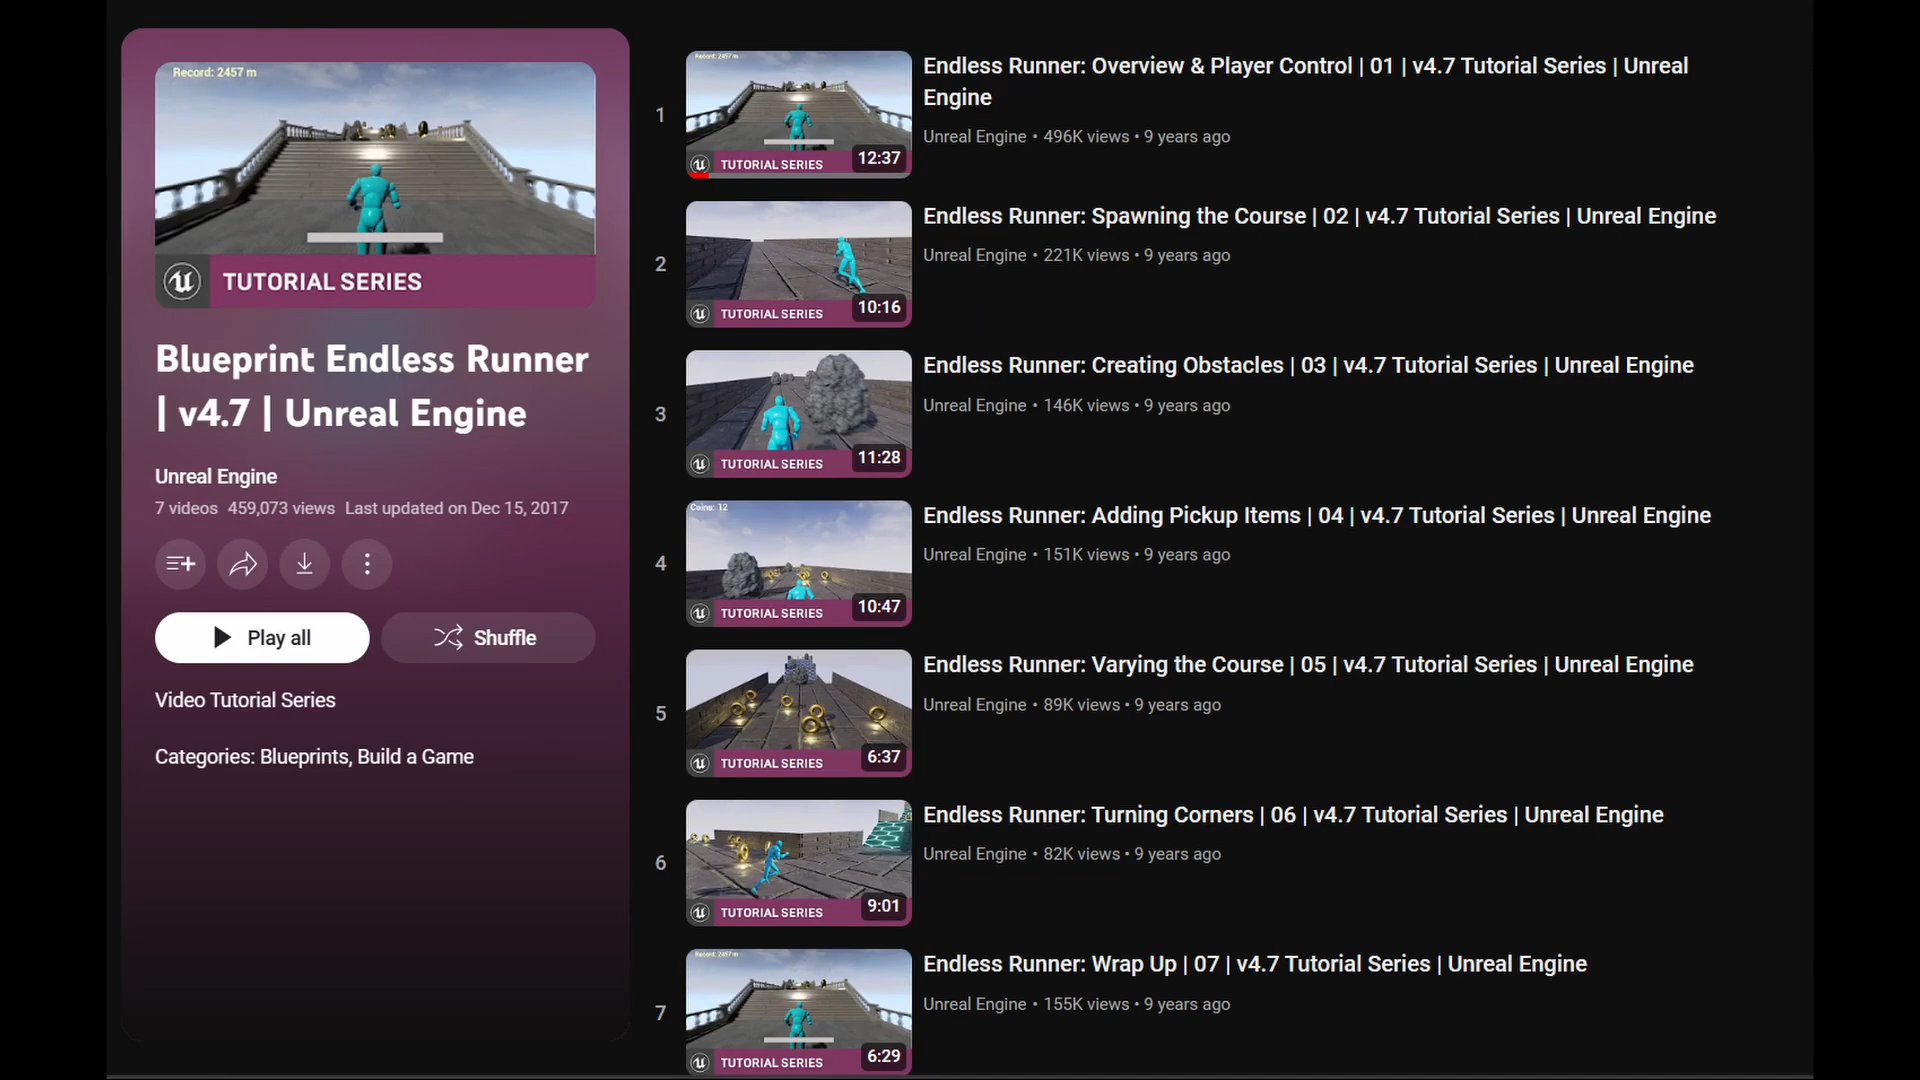 Record: 2457 m
TUTORIAL SERIES
Blueprint Endless Runner
| v4.7 | Unreal Engine
Unreal Engine
7 videos 459,073 views Last updated on Dec 15, 2017
Play all
Shuffle
Video Tutorial Series
Categories: Blueprints, Build a Game
1
Record: 2457 m
TUTORIAL SERIES
12:37
Endless Runner: Overview & Player Control | 01 | v4.7 Tutorial Series | Unreal
Engine
Unreal Engine • 496K views • 9 years ago
2
TUTORIAL SERIES
10:16
Endless Runner: Spawning the Course | 02 | v4.7 Tutorial Series | Unreal Engine
Unreal Engine • 221K views • 9 years ago
3
TUTORIAL SERIES
11:28
Endless Runner: Creating Obstacles | 03 | v4.7 Tutorial Series | Unreal Engine
Unreal Engine • 146K views • 9 years ago
4
Coins: 12
TUTORIAL SERIES
10:47
Endless Runner: Adding Pickup Items | 04 | v4.7 Tutorial Series | Unreal Engine
Unreal Engine • 151K views • 9 years ago
5
TUTORIAL SERIES
6:37
Endless Runner: Varying the Course | 05 | v4.7 Tutorial Series | Unreal Engine
Unreal Engine • 89K views • 9 years ago
6
TUTORIAL SERIES
9:01
Endless Runner: Turning Corners | 06 | v4.7 Tutorial Series | Unreal Engine
Unreal Engine • 82K views • 9 years ago
7
Record: 2457 m
TUTORIAL SERIES
6:29
Endless Runner: Wrap Up | 07 | v4.7 Tutorial Series | Unreal Engine
Unreal Engine • 155K views • 9 years ago